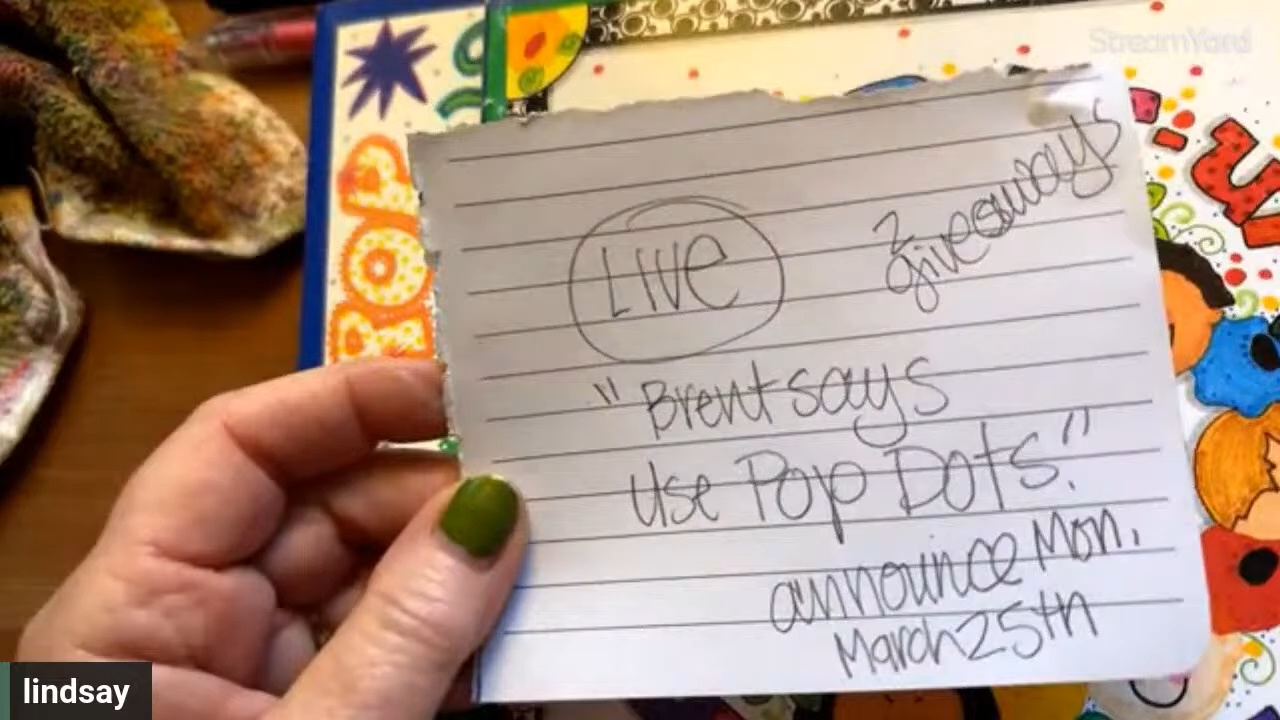 StreamYard
LIVE
2
giveaways
"Brent says
Use Pop Dots."
announce Mon.
March 25th
lindsay